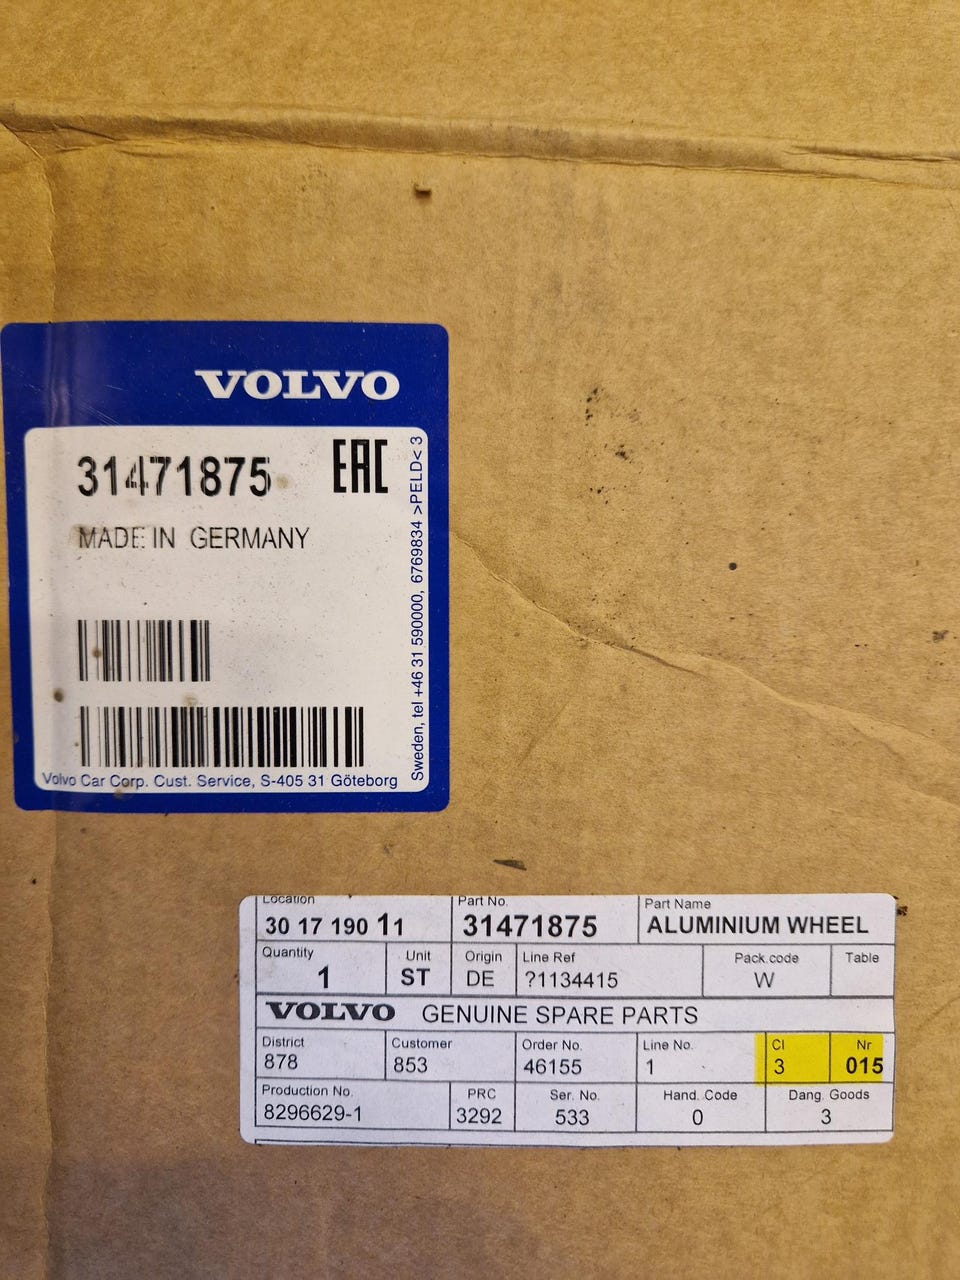 VOLVO
31471875 EAC
MADE IN GERMANY
Volvo Car Corp. Cust. Service, S-405 31 Göteborg
Sweden, tel +46 31 590000, 6769834 >PELD< 3
Location Part No. Part Name
30 17 190 11 31471875 ALUMINIUM WHEEL
Quantity Unit Origin Line Ref Pack.code Table
1 ST DE ?1134415 W
VOLVO GENUINE SPARE PARTS
District Customer Order No. Line No. Cl Nr
878 853 46155 1 3 015
Production No. PRC Ser. No. Hand. Code Dang. Goods
8296629-1 3292 533 0 3